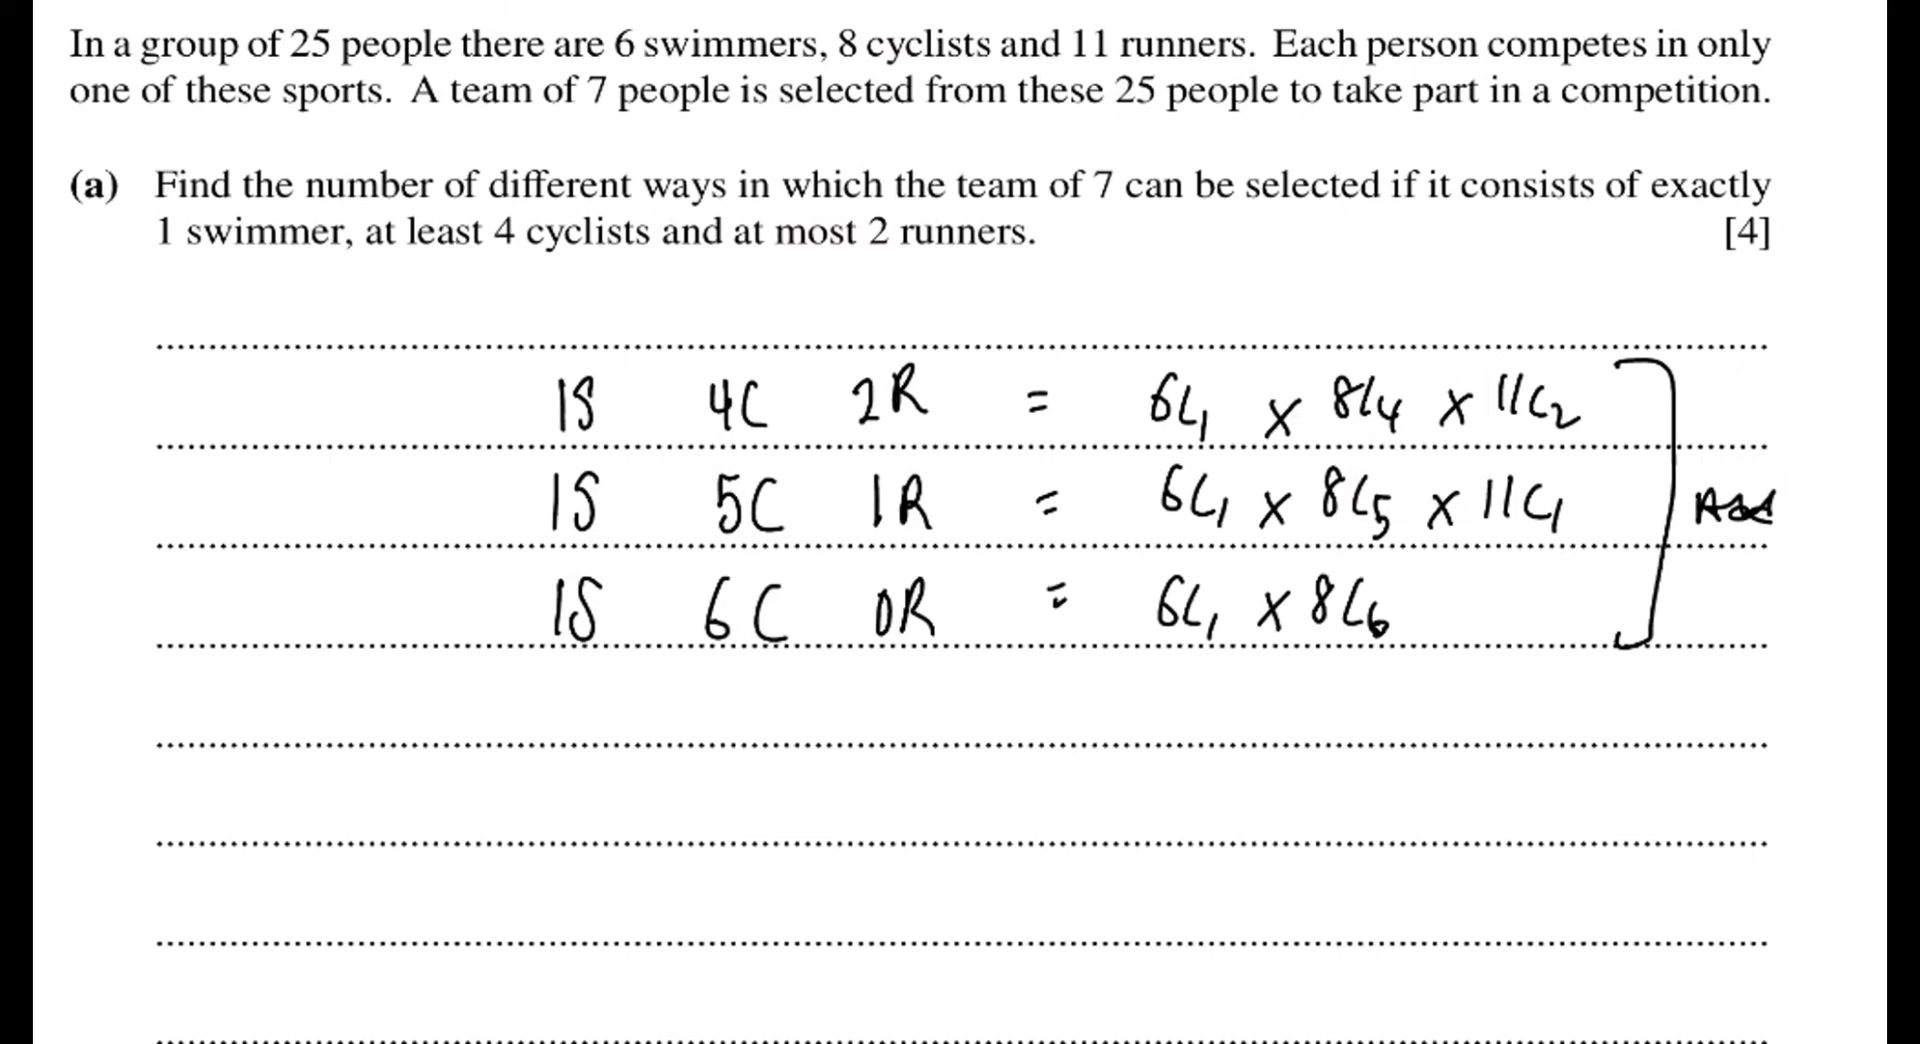 In a group of 25 people there are 6 swimmers, 8 cyclists and 11 runners. Each person competes in only
one of these sports. A team of 7 people is selected from these 25 people to take part in a competition.
(a) Find the number of different ways in which the team of 7 can be selected if it consists of exactly
1 swimmer, at least 4 cyclists and at most 2 runners. [4]
1S 4C 2R = 6C₁ × 8C₄ × 11C₂
1S 5C 1R = 6C₁ × 8C₅ × 11C₁ Add
1S 6C 0R = 6C₁ × 8C₆